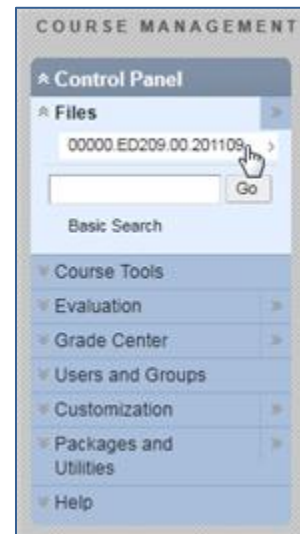 COURSE MANAGEMENT
Control Panel
Files
00000.ED209.00.201109
Go
Basic Search
Course Tools
Evaluation
Grade Center
Users and Groups
Customization
Packages and
Utilities
Help